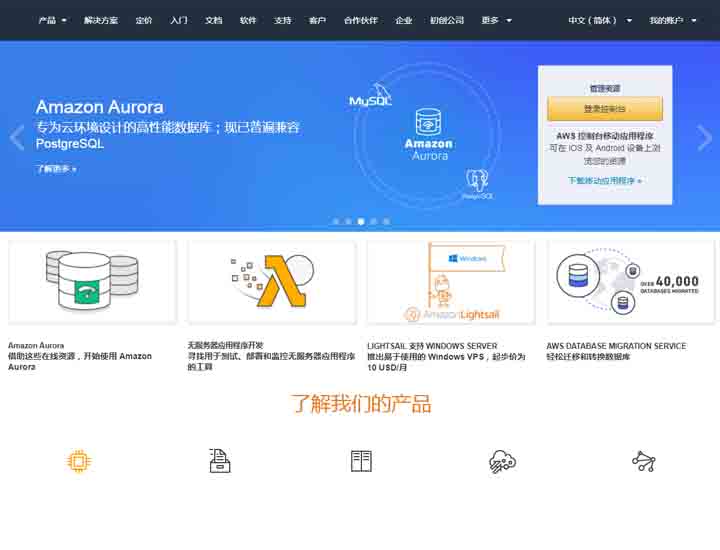 产品
解决方案
定价
入门
文档
软件
支持
客户
合作伙伴
企业
初创公司
更多
中文（简体）
我的账户
Amazon Aurora
专为云环境设计的高性能数据库；现已普遍兼容
PostgreSQL
了解更多 »
MySQL
Amazon
Aurora
PostgreSQL
管理资源
登录控制台
AWS 控制台移动应用程序
可在 iOS 及 Android 设备上浏
览您的资源
下载移动应用程序 »
Windows
Amazon Lightsail
OVER 40,000
DATABASES MIGRATED
Amazon Aurora
借助这些在线资源，开始使用 Amazon
Aurora
无服务器应用程序开发
寻找用于测试、部署和监控无服务器应用程序
的工具
LIGHTSAIL 支持 WINDOWS SERVER
推出易于使用的 Windows VPS，起步价为
10 USD/月
AWS DATABASE MIGRATION SERVICE
轻松迁移和转换数据库
了解我们的产品